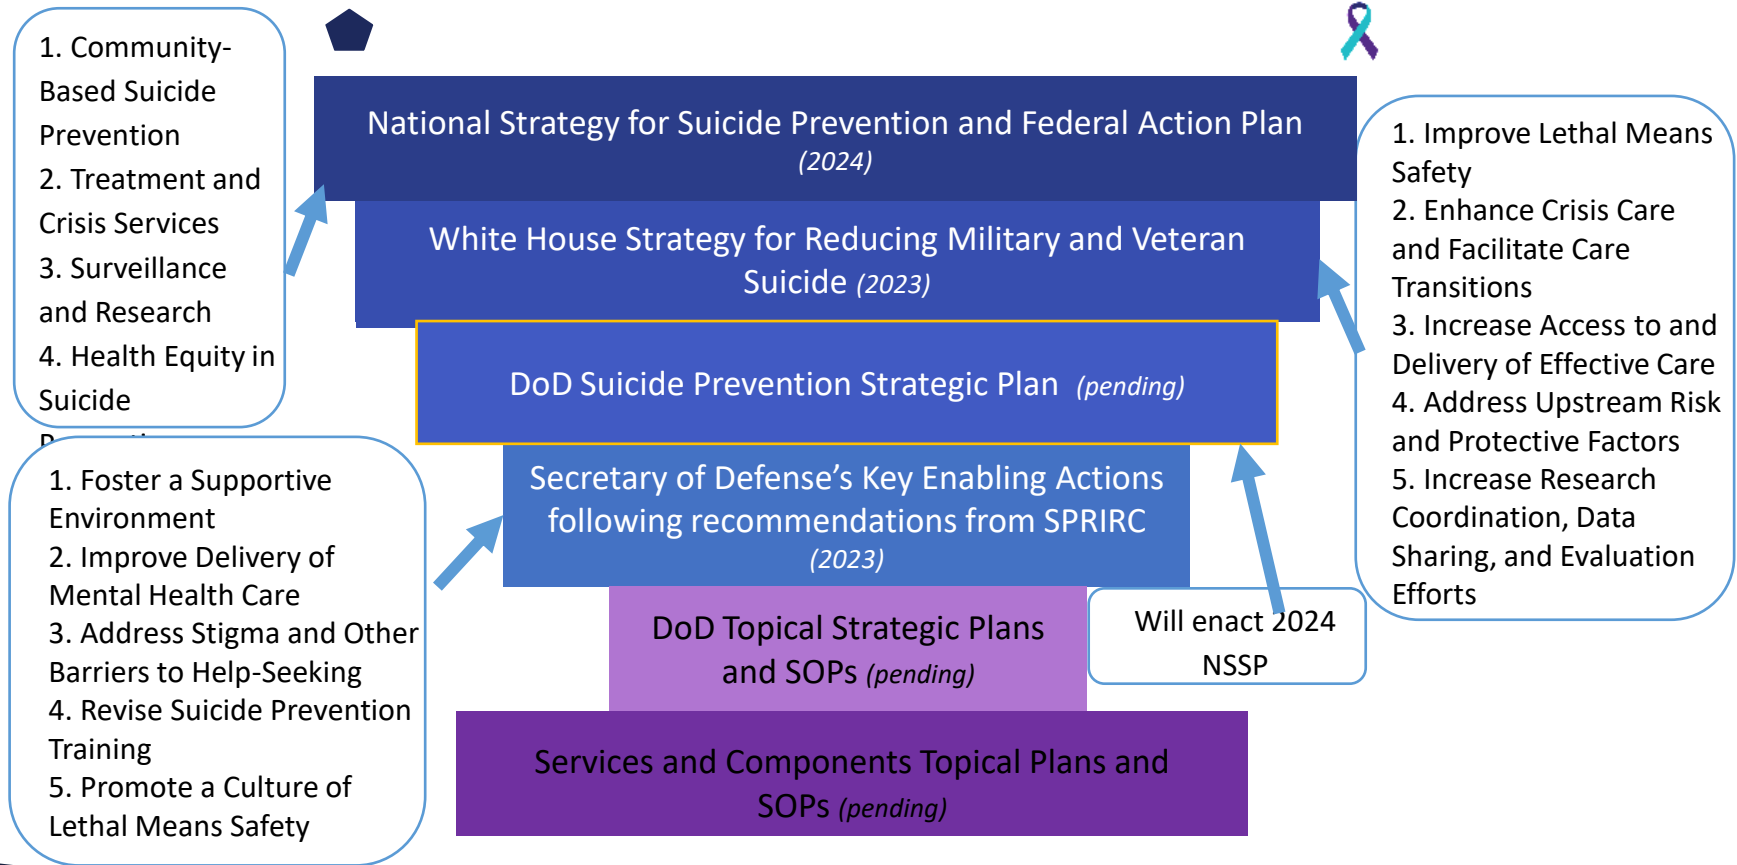 1. Community-
Based Suicide
Prevention
2. Treatment and
Crisis Services
3. Surveillance
and Research
4. Health Equity in
Suicide
National Strategy for Suicide Prevention and Federal Action Plan
(2024)
White House Strategy for Reducing Military and Veteran
Suicide (2023)
DoD Suicide Prevention Strategic Plan (pending)
Secretary of Defense’s Key Enabling Actions
following recommendations from SPRIRC
(2023)
DoD Topical Strategic Plans
and SOPs (pending)
Services and Components Topical Plans and
SOPs (pending)
1. Improve Lethal Means
Safety
2. Enhance Crisis Care
and Facilitate Care
Transitions
3. Increase Access to and
Delivery of Effective Care
4. Address Upstream Risk
and Protective Factors
5. Increase Research
Coordination, Data
Sharing, and Evaluation
Efforts
1. Foster a Supportive
Environment
2. Improve Delivery of
Mental Health Care
3. Address Stigma and Other
Barriers to Help-Seeking
4. Revise Suicide Prevention
Training
5. Promote a Culture of
Lethal Means Safety
Will enact 2024
NSSP